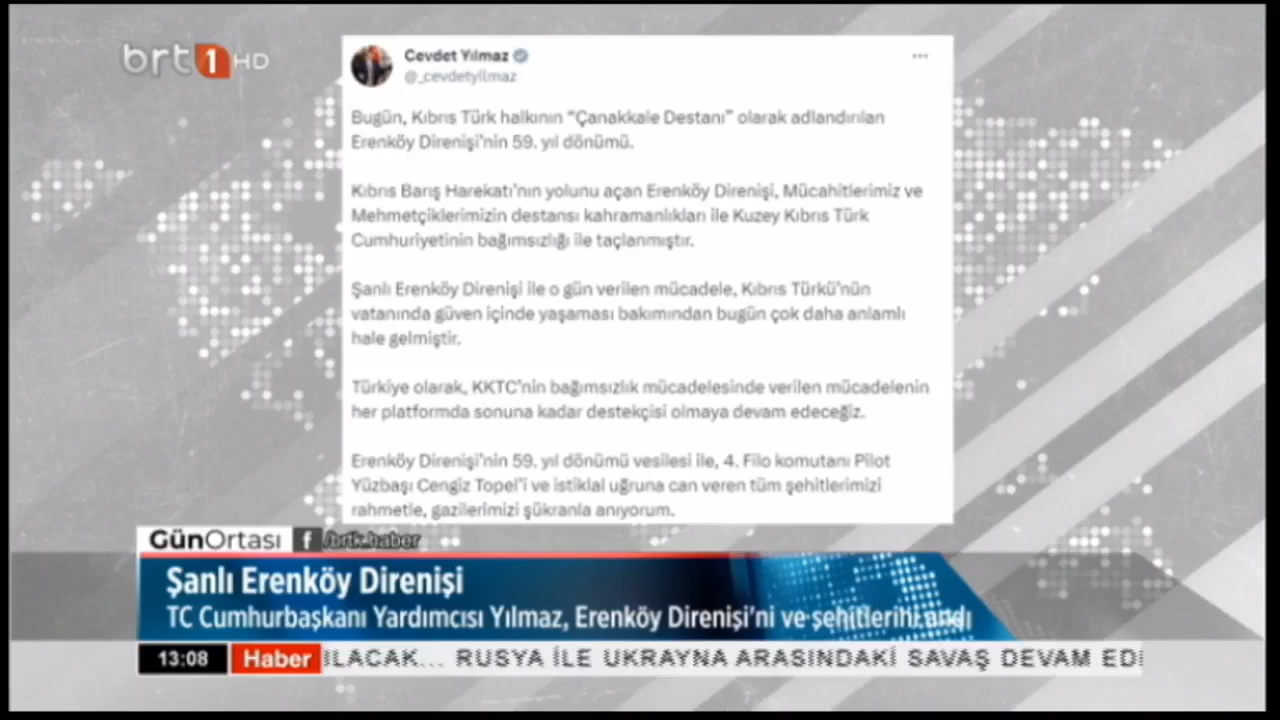 brt 1 HD
Cevdet Yılmaz
@_cevdetyilmaz
Bugün, Kıbrıs Türk halkının “Çanakkale Destanı” olarak adlandırılan
Erenköy Direnişi’nin 59. yıl dönümü.
Kıbrıs Barış Harekatı’nın yolunu açan Erenköy Direnişi, Mücahitlerimiz ve
Mehmetçiklerimizin destansı kahramanlıkları ile Kuzey Kıbrıs Türk
Cumhuriyetinin bağımsızlığı ile taçlanmıştır.
Şanlı Erenköy Direnişi ile o gün verilen mücadele, Kıbrıs Türkü’nün
vatanında güven içinde yaşaması bakımından bugün çok daha anlamlı
hale gelmiştir.
Türkiye olarak, KKTC’nin bağımsızlık mücadelesinde verilen mücadelenin
her platformda sonuna kadar destekçisi olmaya devam edeceğiz.
Erenköy Direnişi’nin 59. yıl dönümü vesilesi ile, 4. Filo komutanı Pilot
Yüzbaşı Cengiz Topel’i ve istiklal uğruna can veren tüm şehitlerimizi
rahmetle, gazilerimizi şükranla anıyorum.
GünOrtası f /brtk.haber
Şanlı Erenköy Direnişi
TC Cumhurbaşkanı Yardımcısı Yılmaz, Erenköy Direnişi’ni ve şehitlerini andı
13:08 Haber ILACAK... RUSYA İLE UKRAYNA ARASINDAKİ SAVAŞ DEVAM EDİ